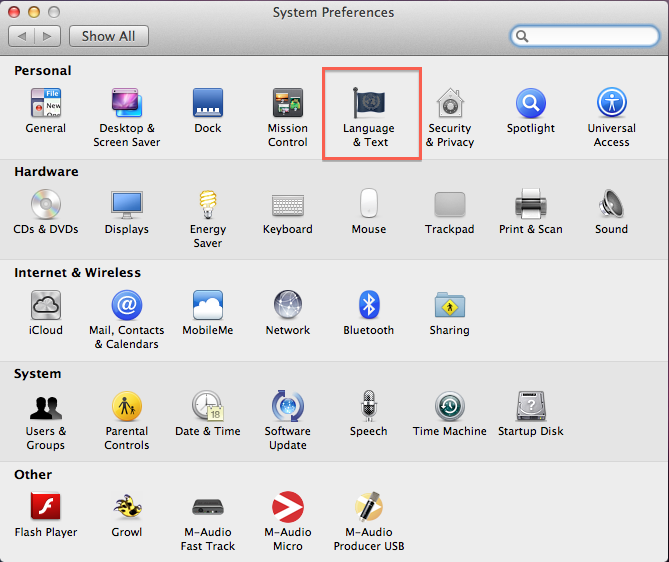 System Preferences
Show All
Personal
General
Desktop &
Screen Saver
Dock
Mission
Control
Language
& Text
Security
& Privacy
Spotlight
Universal
Access
Hardware
CDs & DVDs
Displays
Energy
Saver
Keyboard
Mouse
Trackpad
Print & Scan
Sound
Internet & Wireless
iCloud
Mail, Contacts
& Calendars
MobileMe
Network
Bluetooth
Sharing
System
Users &
Groups
Parental
Controls
18
Date & Time
Software
Update
Speech
Time Machine
Startup Disk
Other
Flash Player
Growl
M-Audio
Fast Track
M-Audio
Micro
M-Audio
Producer USB